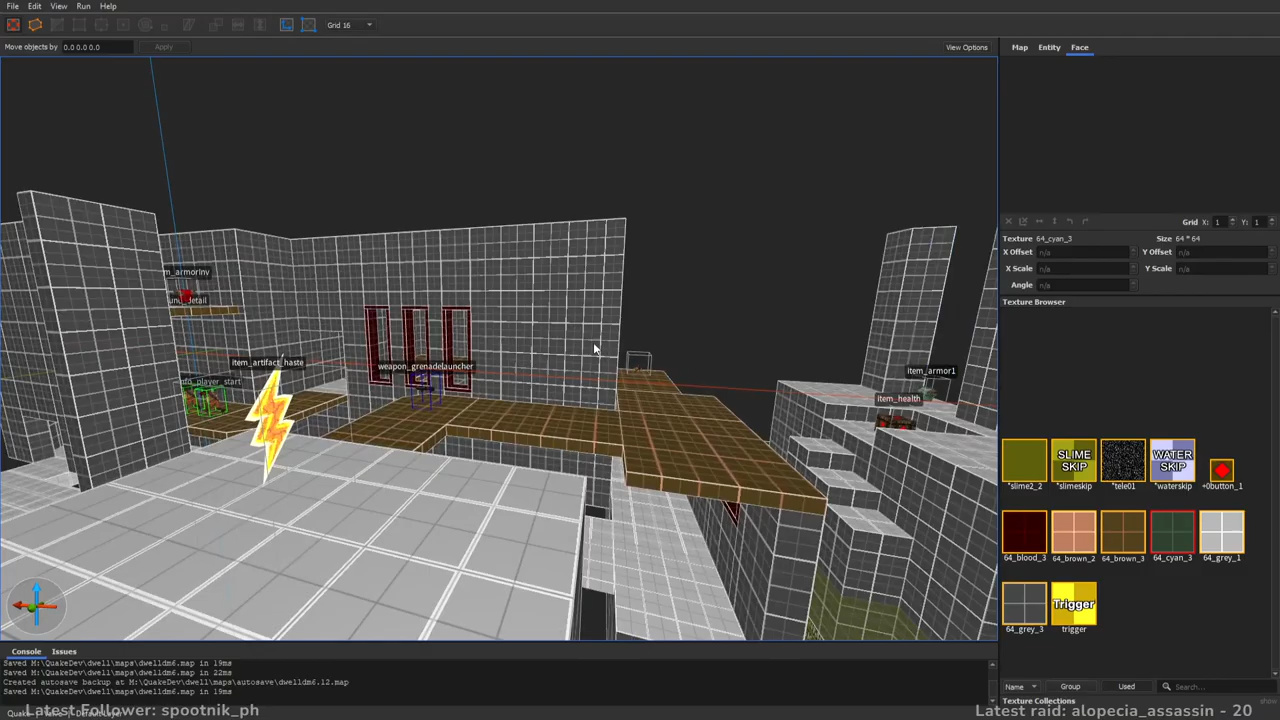 File Edit View Run Help
Grid 16
Move objects by 0.0 0.0 0.0 Apply View Options
Map Entity Face
item_artifact_haste
weapon_grenadelauncher
item_armor1
item_health
Grid X: 1 Y: 1
Texture 64_cyan_3 Size 64 * 64
X Offset n/a Y Offset n/a
X Scale n/a Y Scale n/a
Angle n/a
Texture Browser
SLIME SKIP
WATER SKIP
*slime2_2 *slimeskip *tele01 *waterskip +0button_1
64_blood_3 64_brown_2 64_brown_3 64_cyan_3 64_grey_1
Trigger
64_grey_3 trigger
Console Issues
Saved M:\QuakeDev\dwell\maps\dwelldm6.map in 19ms
Saved M:\QuakeDev\dwell\maps\dwelldm6.map in 22ms
Created autosave backup at M:\QuakeDev\dwell\maps\autosave\dwelldm6.12.map
Saved M:\QuakeDev\dwell\maps\dwelldm6.map in 19ms
Name Group Used Search...
Texture Collections show
Latest Follower: spootnik_ph
Latest raid: alopecia_assassin - 20